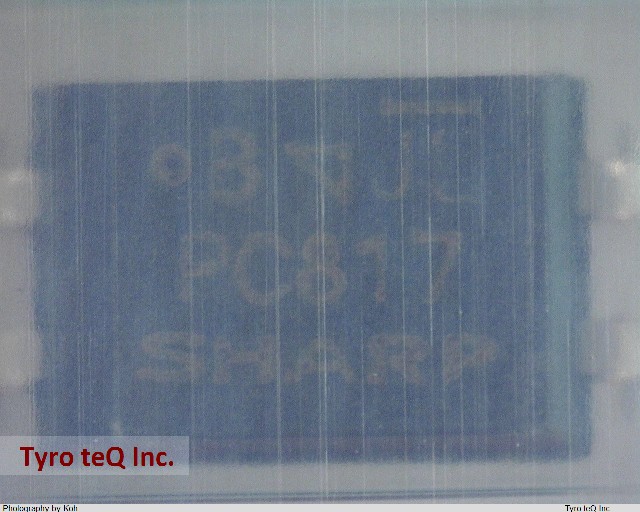 PC817
SHARP
Tyro teQ Inc.
Photography by Koh
Tyro teQ Inc